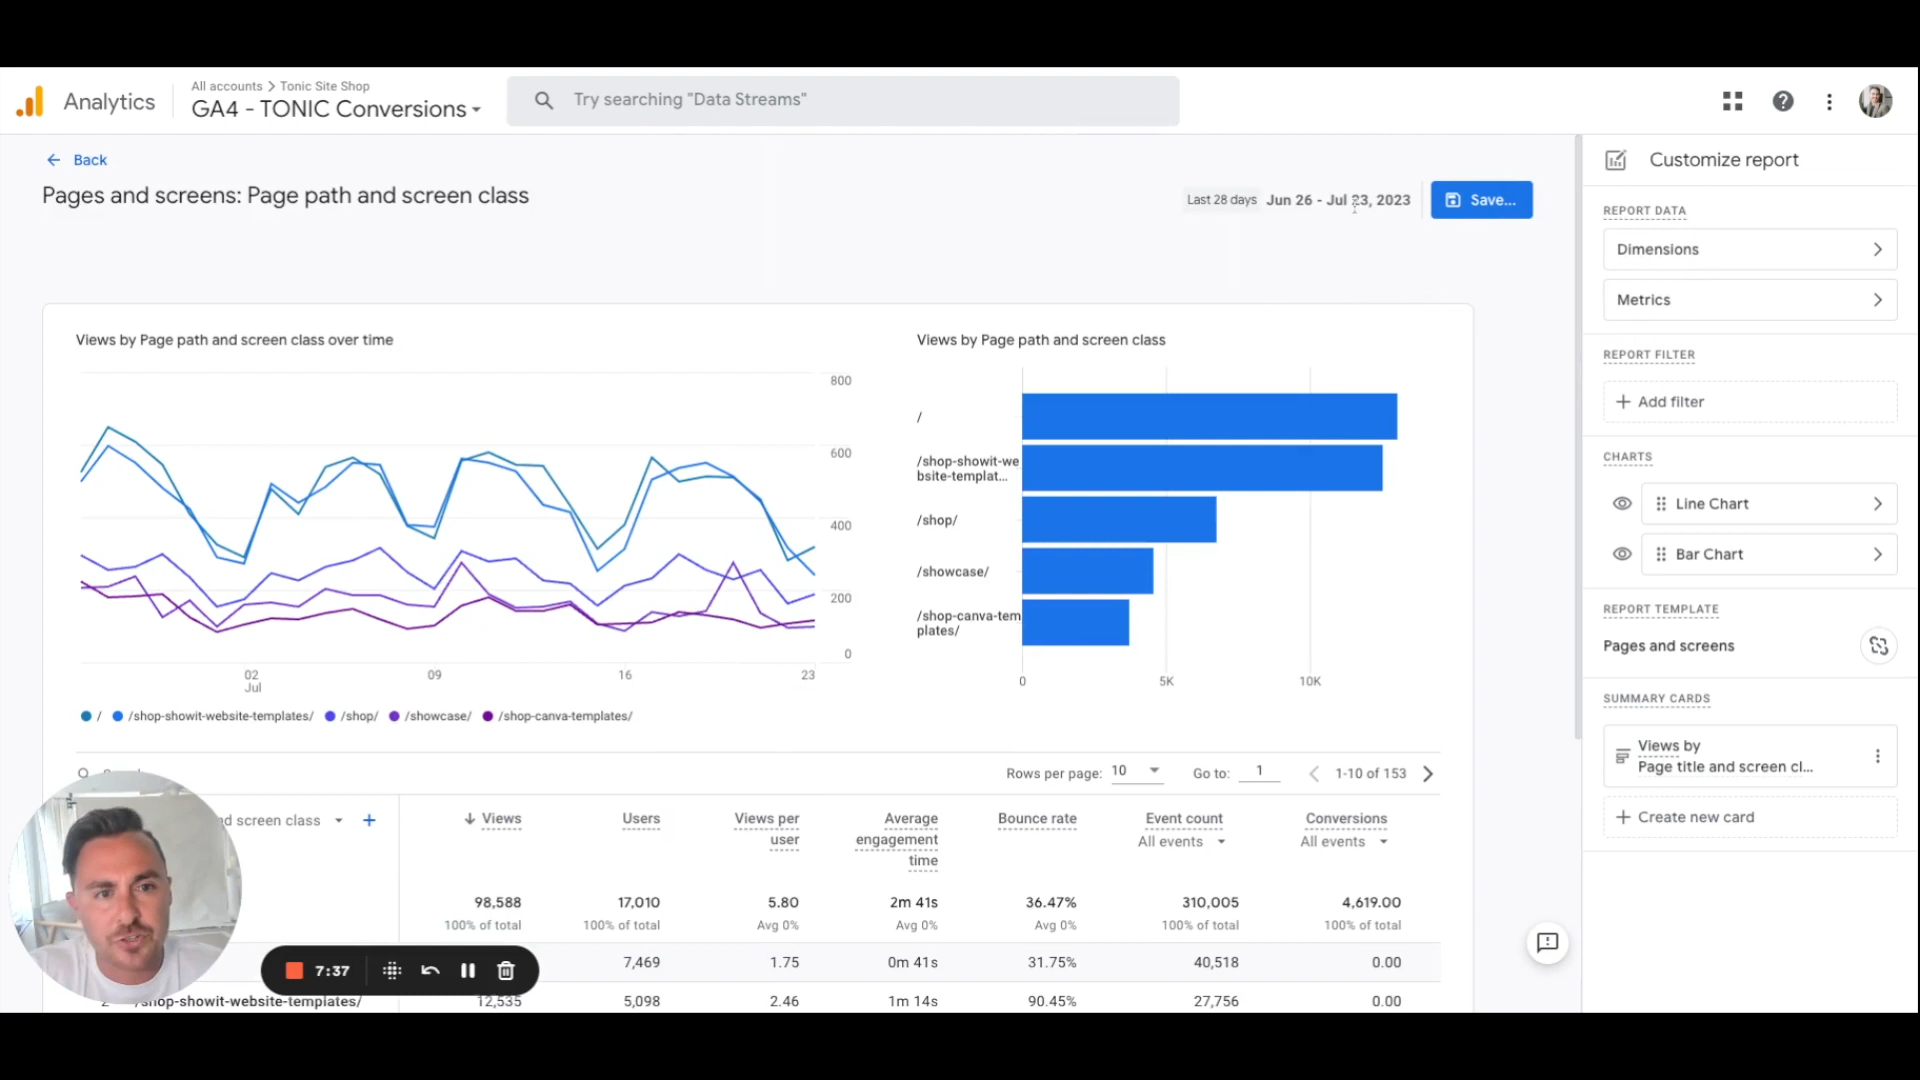 All accounts > Tonic Site Shop
Analytics
GA4 - TONIC Conversions
Try searching "Data Streams"
Back
Pages and screens: Page path and screen class
Last 28 days Jun 26 - Jul 23, 2023
Save...
Views by Page path and screen class over time
800
600
400
200
0
02
Jul
09
16
23
/ /shop-showit-website-templates/ /shop/ /showcase/ /shop-canva-templates/
Views by Page path and screen class
/
/shop-showit-we
bsite-templat...
/shop/
/showcase/
/shop-canva-tem
plates/
0
5K
10K
Rows per page: 10
Go to: 1
1-10 of 153
screen class
Views
Users
Views per
user
Average
engagement
time
Bounce rate
Event count
All events
Conversions
All events
98,588 17,010 5.80 2m 41s 36.47% 310,005 4,619.00
100% of total 100% of total Avg 0% Avg 0% Avg 0% 100% of total 100% of total
7,469 1.75 0m 41s 31.75% 40,518 0.00
/shop-showit-website-templates/ 12,535 5,098 2.46 1m 14s 90.45% 27,756 0.00
7:37
Customize report
REPORT DATA
Dimensions
Metrics
REPORT FILTER
Add filter
CHARTS
Line Chart
Bar Chart
REPORT TEMPLATE
Pages and screens
SUMMARY CARDS
Views by
Page title and screen cl...
Create new card